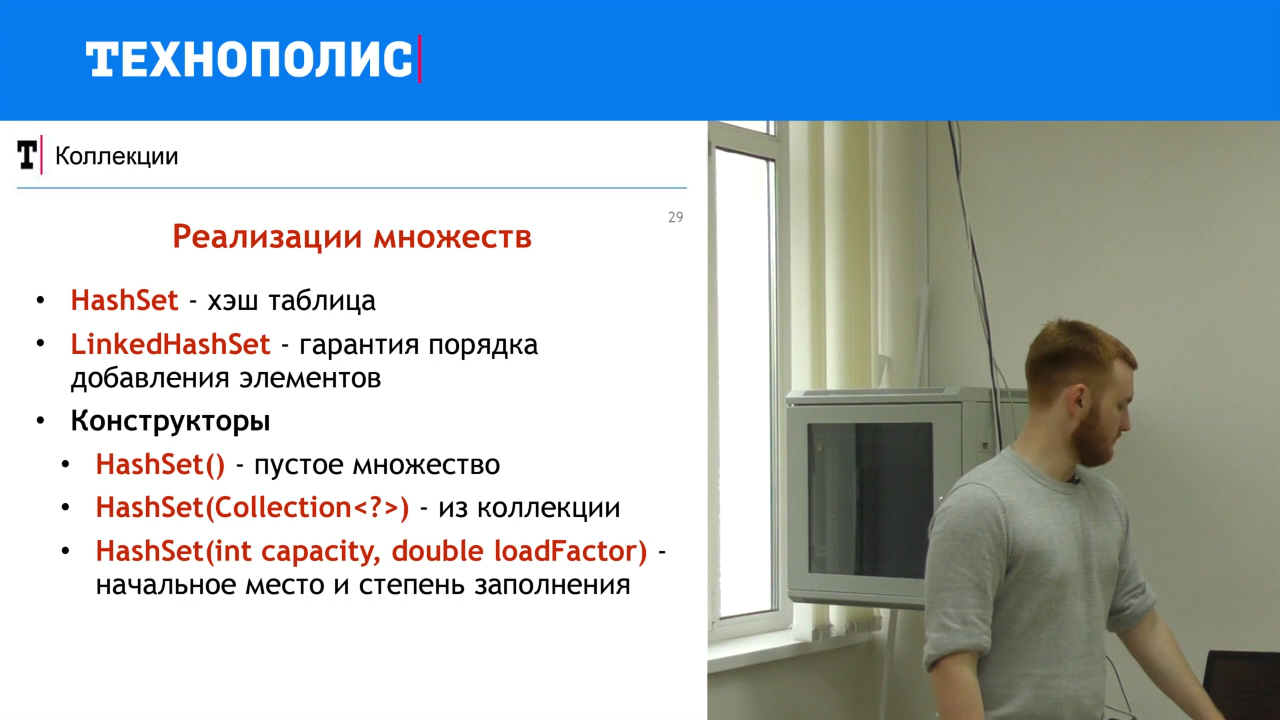 ТЕХНОПОЛИС
Т Коллекции
29
Реализации множеств
• HashSet - хэш таблица
• LinkedHashSet - гарантия порядка
добавления элементов
• Конструкторы
• HashSet() - пустое множество
• HashSet(Collection<?>) - из коллекции
• HashSet(int capacity, double loadFactor) -
начальное место и степень заполнения